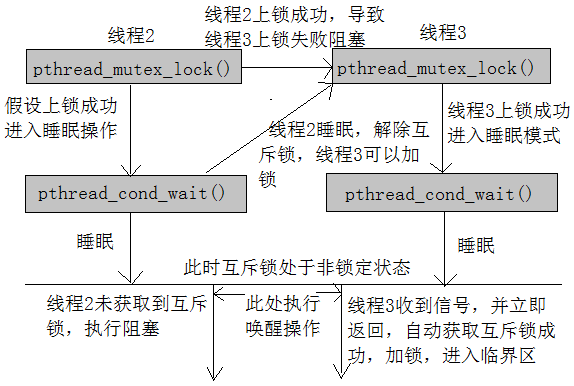 线程2
线程2上锁成功，导致
线程3上锁失败阻塞
线程3
pthread_mutex_lock()
pthread_mutex_lock()
假设上锁成功
进入睡眠操作
线程2睡眠，解除互
斥锁，线程3可以加
锁
线程3上锁成功
进入睡眠模式
pthread_cond_wait()
pthread_cond_wait()
睡眠
睡眠
此时互斥锁处于非锁定状态
线程2未获取到互斥
锁，执行阻塞
此处执行
唤醒操作
线程3收到信号，并立即
返回，自动获取互斥锁成
功，加锁，进入临界区